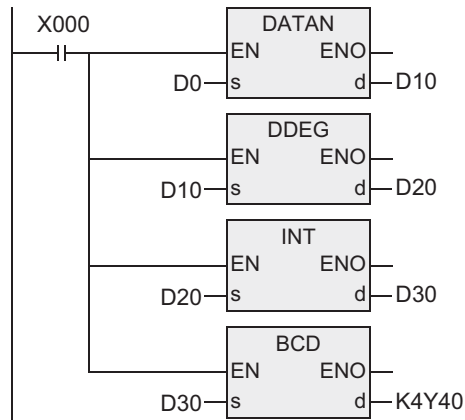 X000
DATAN
EN ENO
D0 s d D10
DDEG
EN ENO
D10 s d D20
INT
EN ENO
D20 s d D30
BCD
EN ENO
D30 s d K4Y40